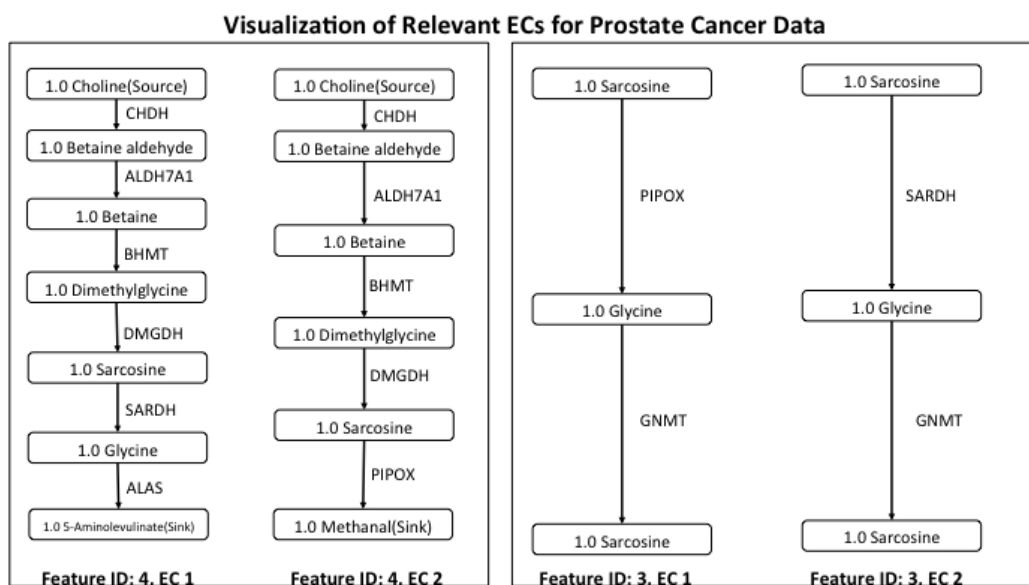 Visualization of Relevant ECs for Prostate Cancer Data
1.0 Choline(Source)
CHDH
1.0 Betaine aldehyde
ALDH7A1
1.0 Betaine
BHMT
1.0 Dimethylglycine
DMGDH
1.0 Sarcosine
SARDH
1.0 Glycine
ALAS
1.0 5-Aminolevulinate(Sink)
Feature ID: 4, EC 1
1.0 Choline(Source)
CHDH
1.0 Betaine aldehyde
ALDH7A1
1.0 Betaine
BHMT
1.0 Dimethylglycine
DMGDH
1.0 Sarcosine
PIPOX
1.0 Methanal(Sink)
Feature ID: 4, EC 2
1.0 Sarcosine
PIPOX
1.0 Glycine
GNMT
1.0 Sarcosine
Feature ID: 3, EC 1
1.0 Sarcosine
SARDH
1.0 Glycine
GNMT
1.0 Sarcosine
Feature ID: 3, EC 2